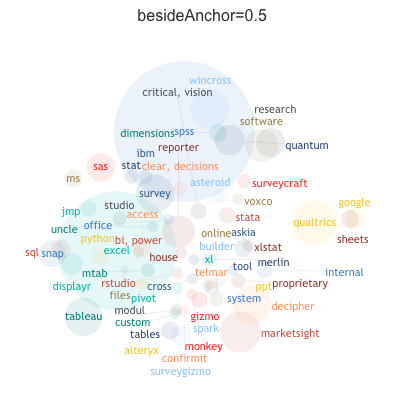 besideAnchor=0.5
wincross
critical, vision
research
software
dimensions
spss
quantum
reporter
ibm
stat
clear, decisions
sas
ms
asteroid
surveycraft
survey
voxco
google
studio
jmp
access
stata
qualtrics
office
uncle
online
askia
sheets
python
bi, power
builder
xlstat
sql
snap
excel
house
xl
merlin
tool
mtab
telmar
internal
displayr
rstudio
cross
proprietary
ppt
files
pivot
system
modul
decipher
tableau
custom
gizmo
tables
spark
marketsight
alteryx
monkey
confirmit
surveygizmo